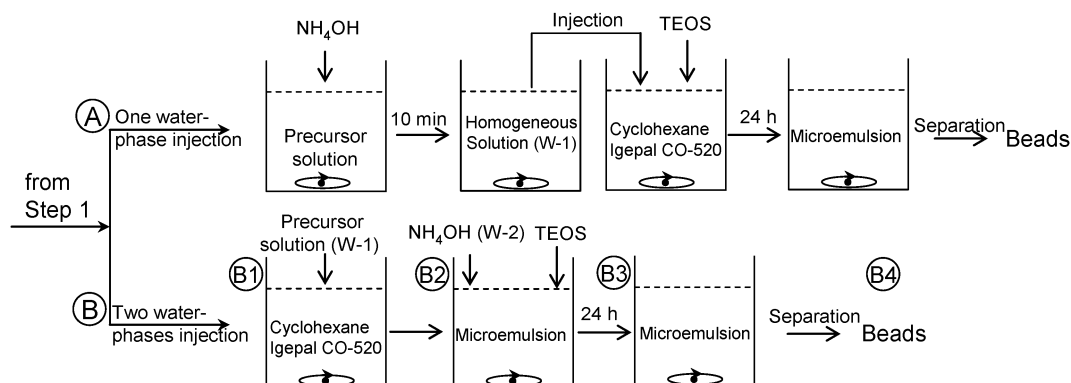 Injection
NH4OH
TEOS
A
One water-
phase injection
Precursor
solution
10 min
Homogeneous
Solution (W-1)
Cyclohexane
Igepal CO-520
24 h
Microemulsion
Separation
Beads
from
Step 1
Precursor
solution (W-1)
NH4OH (W-2)
TEOS
B1
B2
B3
B4
B
Two water-
phases injection
Cyclohexane
Igepal CO-520
Microemulsion
24 h
Microemulsion
Separation
Beads